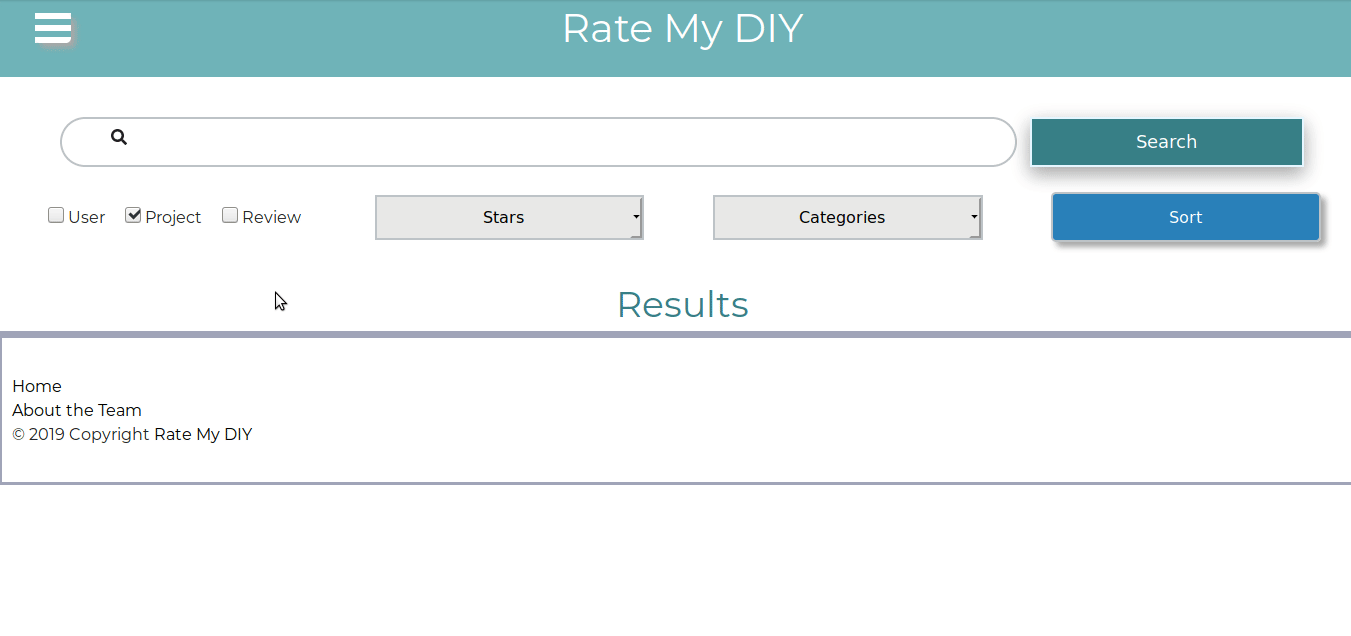 Rate My DIY
Search
User Project Review Stars Categories Sort
Results
Home
About the Team
© 2019 Copyright Rate My DIY